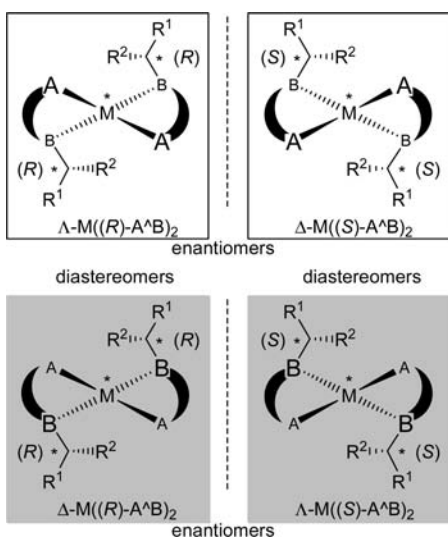 R¹
R² * (R)
A * B
M
B A
(R) * R²
R¹
Λ-M((R)-A^B)₂
R¹
(S) * R²
B * A
M
A B
R² * (S)
R¹
Δ-M((S)-A^B)₂
enantiomers
diastereomers diastereomers
R¹
R² * (R)
A * B
M
B A
(R) * R²
R¹
Δ-M((R)-A^B)₂
R¹
(S) * R²
B * A
M
A B
R² * (S)
R¹
Λ-M((S)-A^B)₂
enantiomers